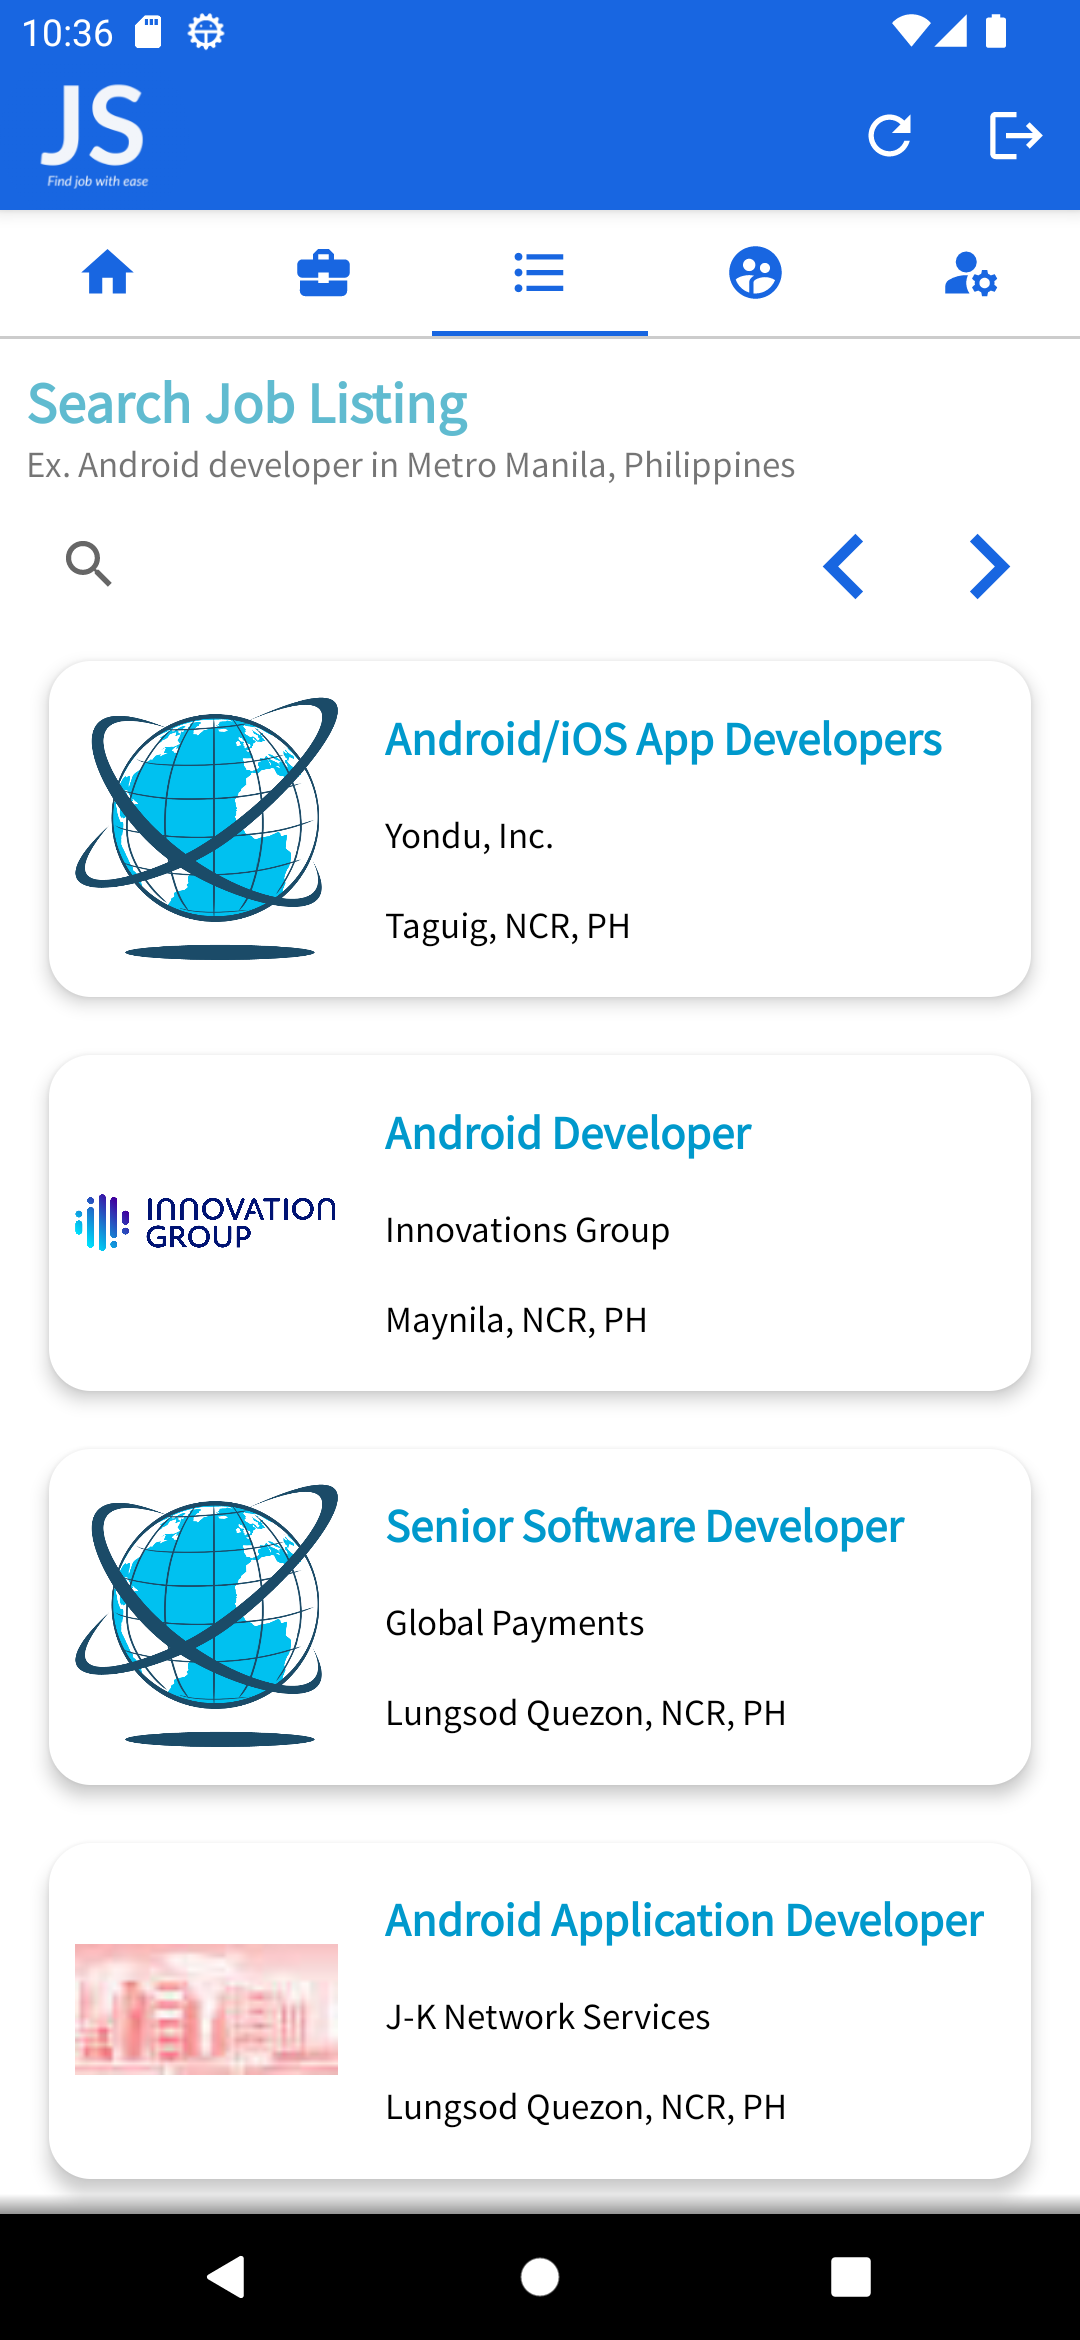 10:36
JS
Find job with ease
Search Job Listing
Ex. Android developer in Metro Manila, Philippines
Android/iOS App Developers
Yondu, Inc.
Taguig, NCR, PH
Android Developer
INNOVATION
GROUP
Innovations Group
Maynila, NCR, PH
Senior Software Developer
Global Payments
Lungsod Quezon, NCR, PH
Android Application Developer
J-K Network Services
Lungsod Quezon, NCR, PH